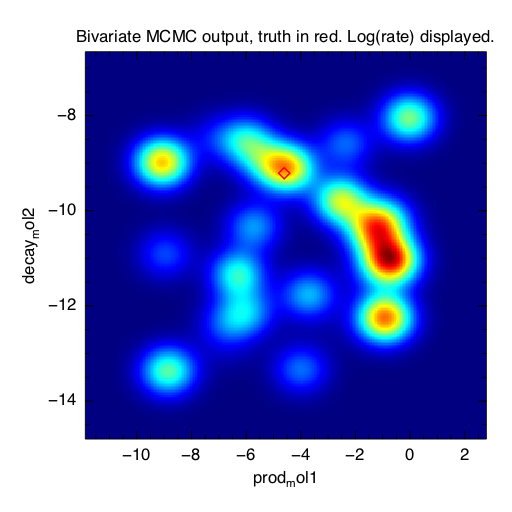 Bivariate MCMC output, truth in red. Log(rate) displayed.
−8
−10
−12
−14
decay_mol2
−10 −8 −6 −4 −2 0 2
prod_mol1